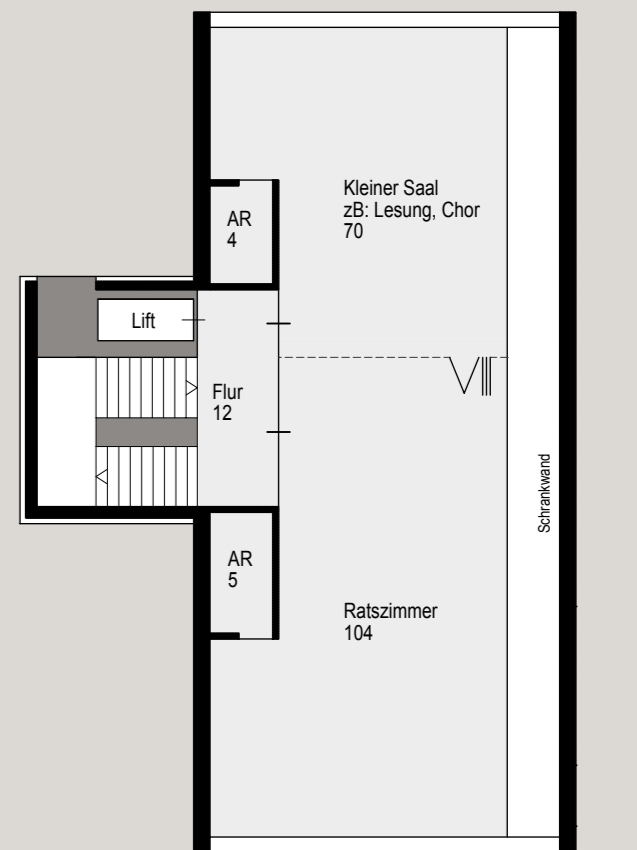 Kleiner Saal
zB: Lesung, Chor
70
AR
4
Lift
Flur
12
Schrankwand
AR
5
Ratszimmer
104